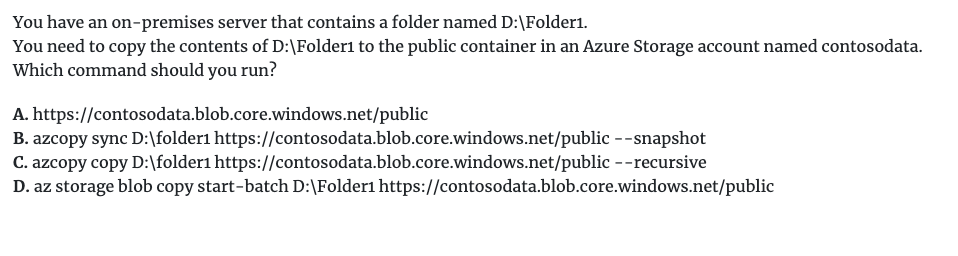 You have an on-premises server that contains a folder named D:\Folder1.
You need to copy the contents of D:\Folder1 to the public container in an Azure Storage account named contosodata.
Which command should you run?
A. https://contosodata.blob.core.windows.net/public
B. azcopy sync D:\folder1 https://contosodata.blob.core.windows.net/public --snapshot
C. azcopy copy D:\folder1 https://contosodata.blob.core.windows.net/public --recursive
D. az storage blob copy start-batch D:\Folder1 https://contosodata.blob.core.windows.net/public